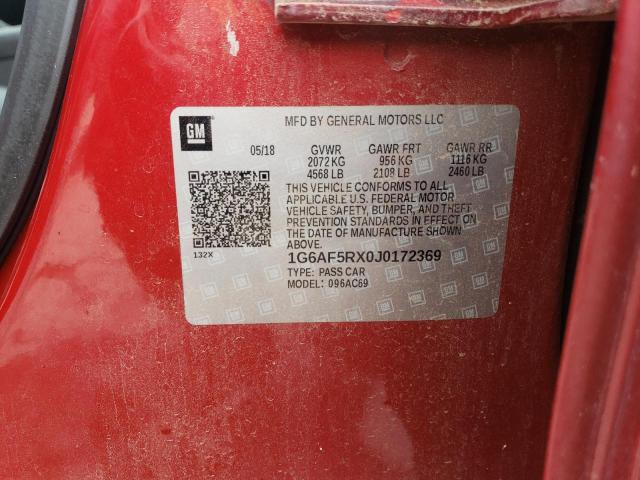 GM
MFD BY GENERAL MOTORS LLC
05/18 GVWR GAWR FRT GAWR RR
2072 KG 956 KG 1116 KG
4568 LB 2108 LB 2460 LB
THIS VEHICLE CONFORMS TO ALL
APPLICABLE U.S. FEDERAL MOTOR
VEHICLE SAFETY, BUMPER, AND THEFT
PREVENTION STANDARDS IN EFFECT ON
THE DATE OF MANUFACTURE SHOWN
ABOVE.
132X
1G6AF5RX0J0172369
TYPE: PASS CAR
MODEL: 096AC69